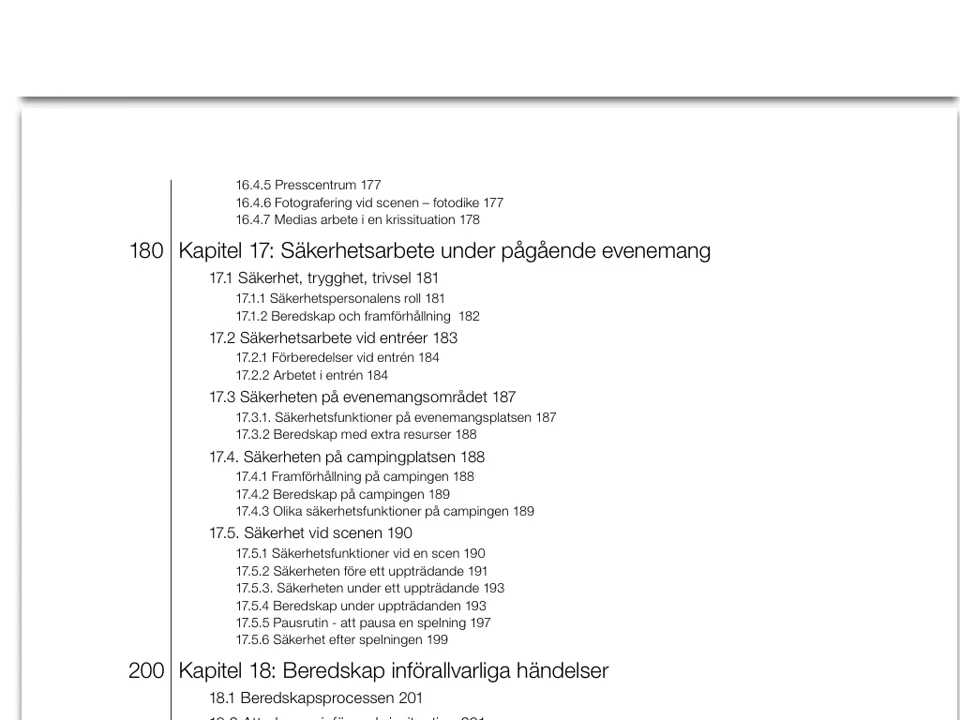 16.4.5 Presscentrum 177
16.4.6 Fotografering vid scenen – fotodike 177
16.4.7 Medias arbete i en krissituation 178
180 Kapitel 17: Säkerhetsarbete under pågående evenemang
17.1 Säkerhet, trygghet, trivsel 181
17.1.1 Säkerhetspersonalens roll 181
17.1.2 Beredskap och framförhållning 182
17.2 Säkerhetsarbete vid entréer 183
17.2.1 Förberedelser vid entrén 184
17.2.2 Arbetet i entrén 184
17.3 Säkerheten på evenemangsområdet 187
17.3.1. Säkerhetsfunktioner på evenemangsplatsen 187
17.3.2 Beredskap med extra resurser 188
17.4. Säkerheten på campingplatsen 188
17.4.1 Framförhållning på campingen 188
17.4.2 Beredskap på campingen 189
17.4.3 Olika säkerhetsfunktioner på campingen 189
17.5. Säkerhet vid scenen 190
17.5.1 Säkerhetsfunktioner vid en scen 190
17.5.2 Säkerheten före ett uppträdande 191
17.5.3. Säkerheten under ett uppträdande 193
17.5.4 Beredskap under uppträdanden 193
17.5.5 Pausrutin - att pausa en spelning 197
17.5.6 Säkerhet efter spelningen 199
200 Kapitel 18: Beredskap införallvarliga händelser
18.1 Beredskapsprocessen 201